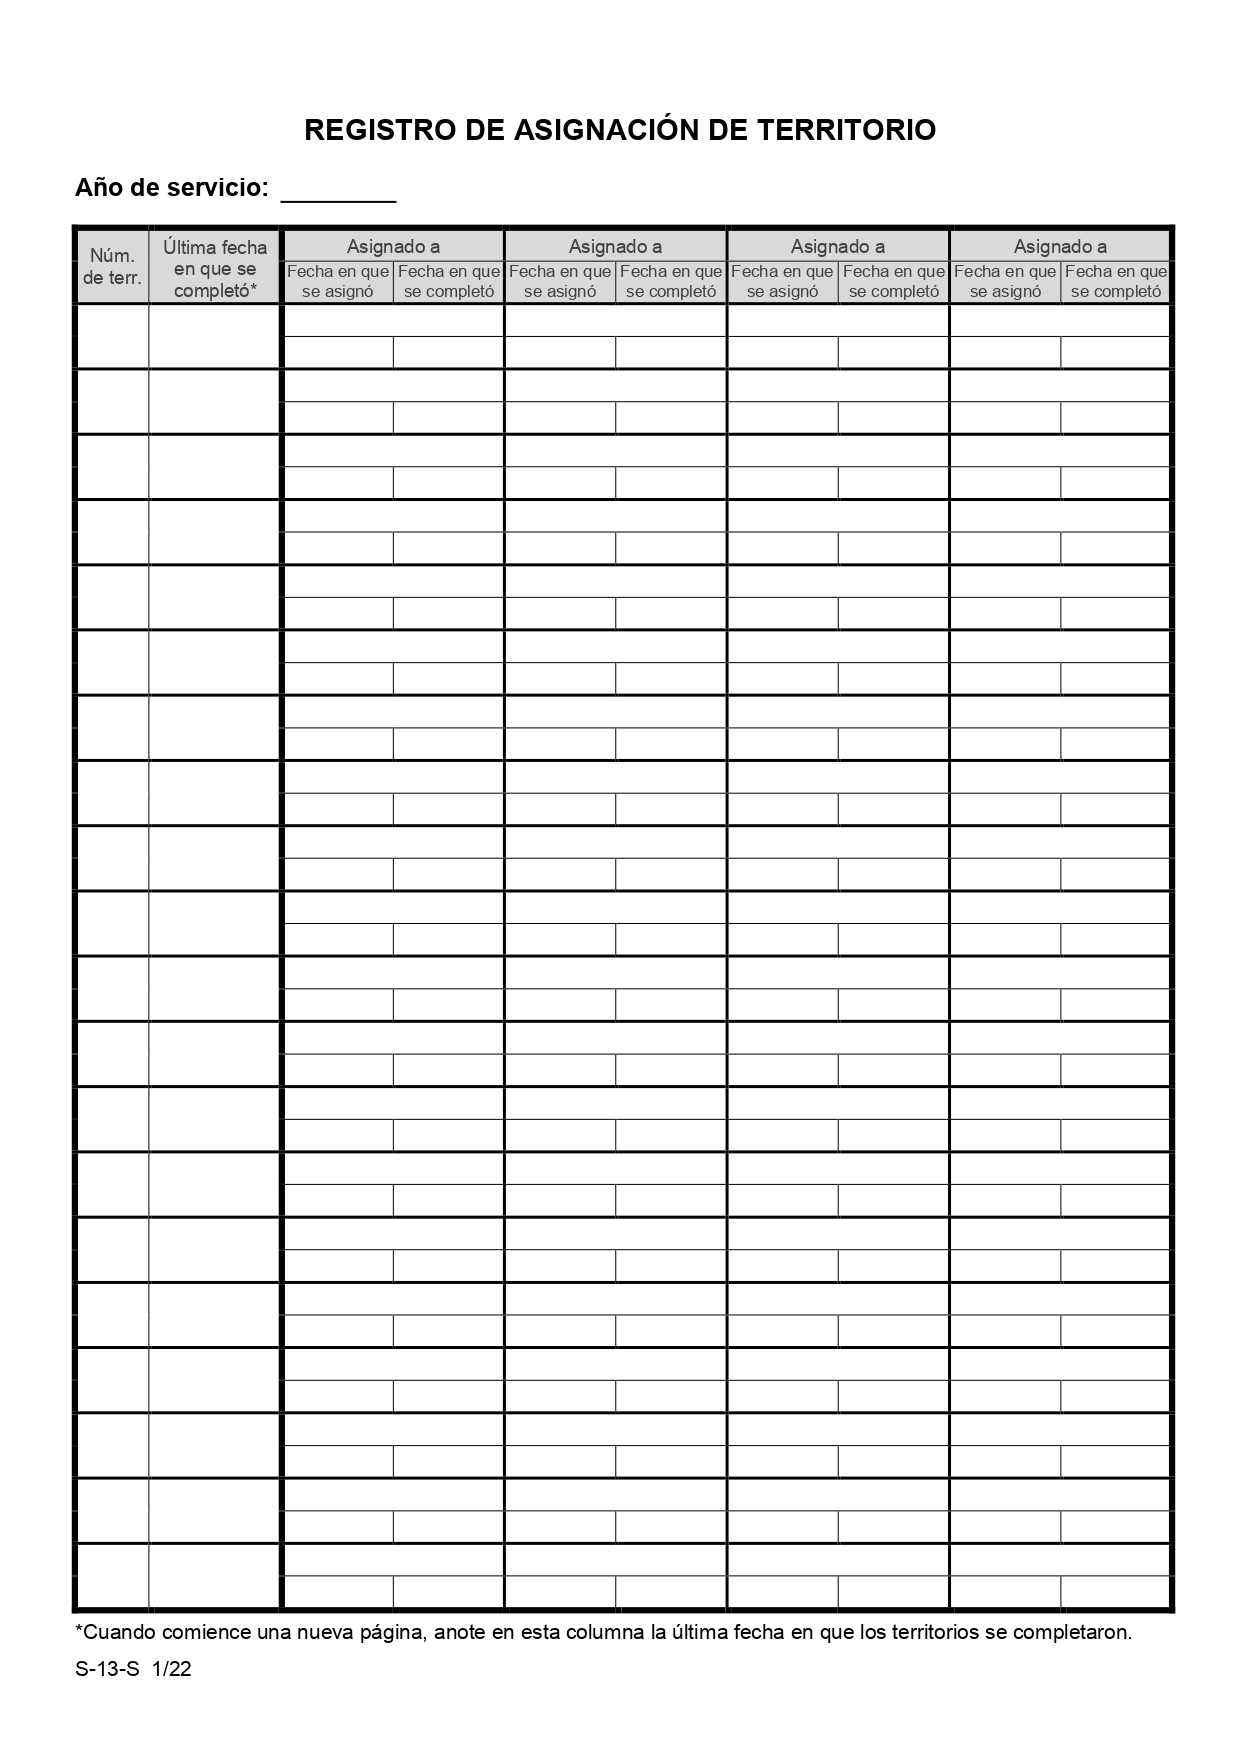 REGISTRO DE ASIGNACIÓN DE TERRITORIO
Año de servicio: ________
Núm.
de terr.
Última fecha
en que se
completó*
Asignado a
Asignado a
Asignado a
Asignado a
Fecha en que
se asignó
Fecha en que
se completó
Fecha en que
se asignó
Fecha en que
se completó
Fecha en que
se asignó
Fecha en que
se completó
Fecha en que
se asignó
Fecha en que
se completó
*Cuando comience una nueva página, anote en esta columna la última fecha en que los territorios se completaron.
S-13-S 1/22